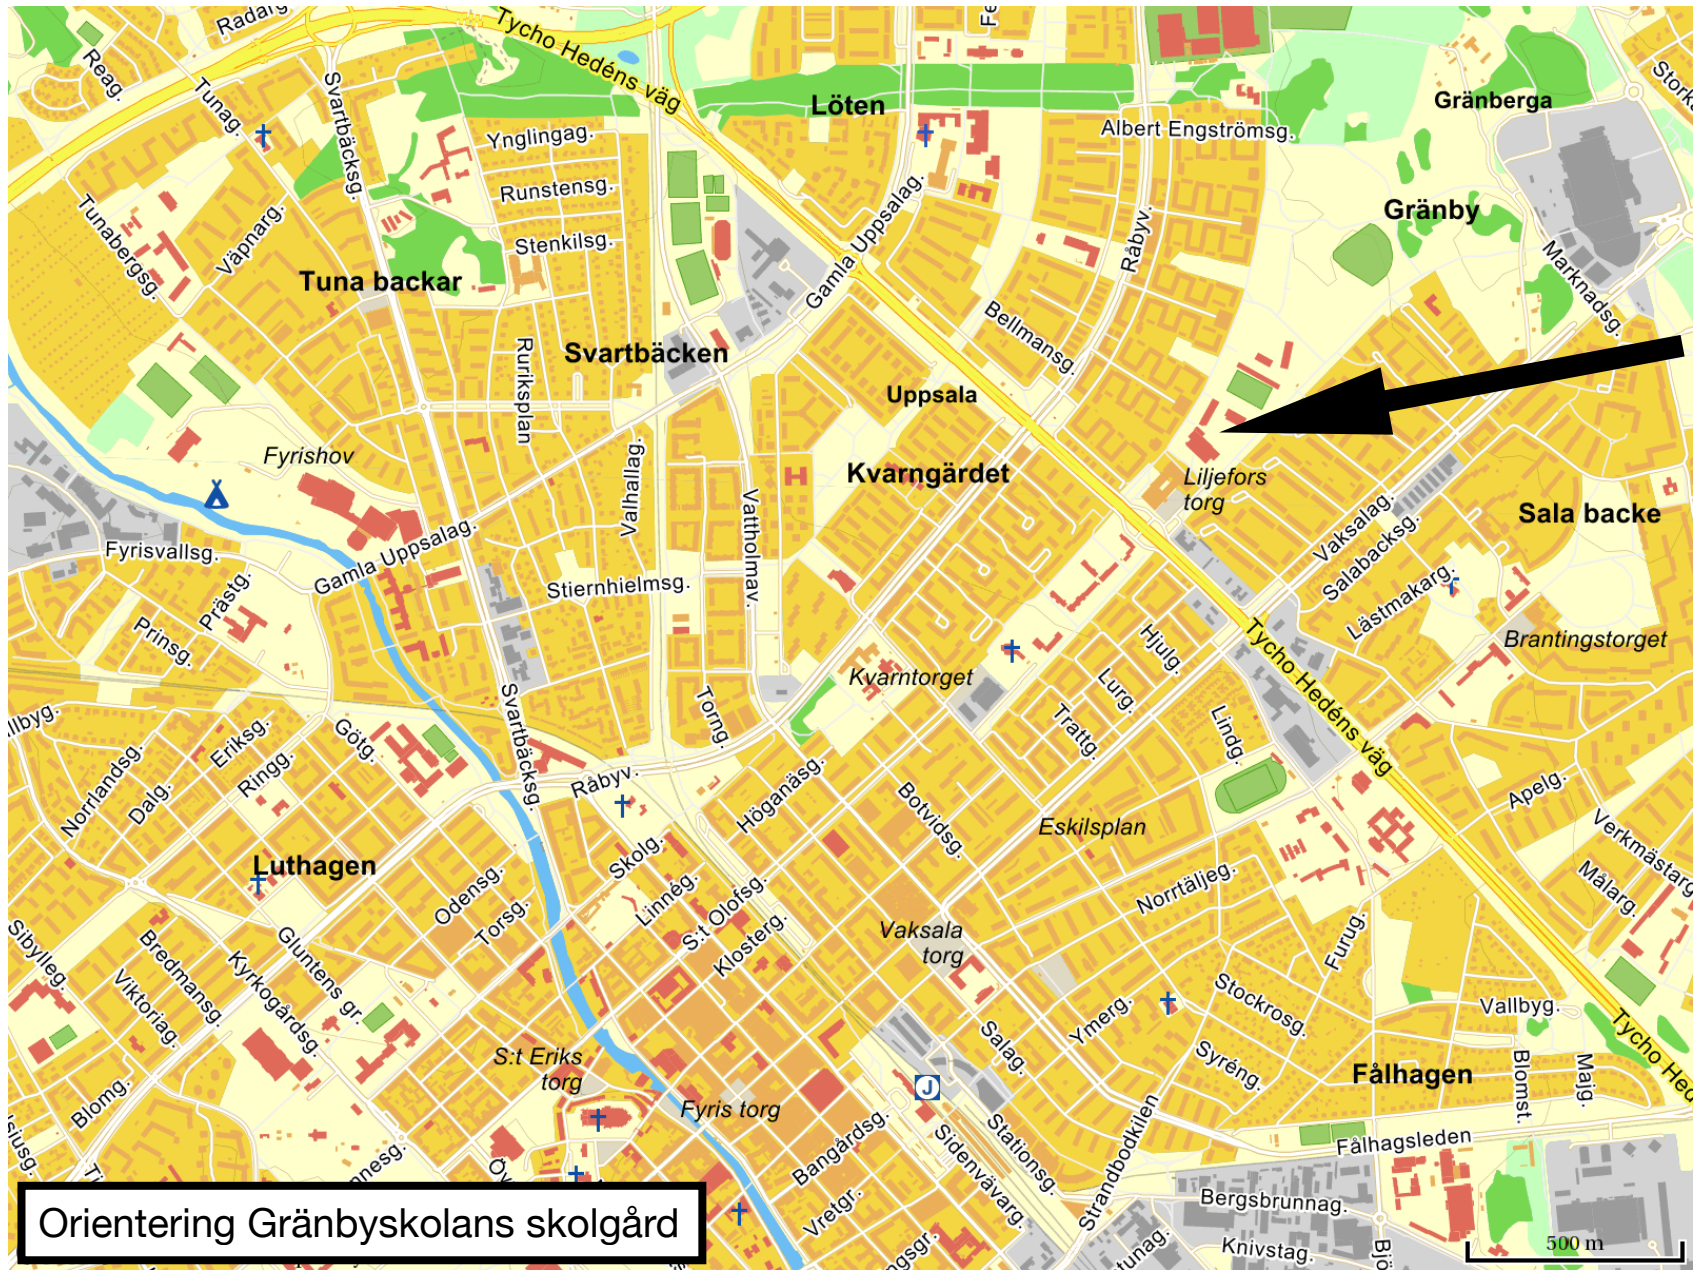 Radarg.
Tycho Hedéns väg
Reag.
Tunag.
Svartbäcksg.
Ynglingag.
Löten
Albert Engströmsg.
Gränberga
Runstensg.
Tunabergsg.
Väpnarg.
Stenkilsg.
Gamla Uppsalag.
Råbyv.
Gränby
Marknadsg.
Tuna backar
Bellmansg.
Svartbäcken
Ruriksplan
Uppsala
Fyrishov
Valhallag.
Vattholmav.
Kvarngärdet
Liljefors
torg
Vaksalag.
Salabacksg.
Sala backe
Fyrisvallsg.
Gamla Uppsalag.
Prästg.
Stiernhielmsg.
Lästmakarg.
Prinsg.
Hjulg.
Tycho Hedéns väg
Brantingstorget
Kvarntorget
Lurg.
Trattg.
Lindg.
Svartbäcksg.
Torng.
llbyg.
Norrlandsg.
Dalg.
Eriksg.
Ringg.
Götg.
Råbyv.
Höganäsg.
Botvidsg.
Eskilsplan
Apelg.
Verkmästarg.
Målarg.
Luthagen
Skolg.
Odensg.
Torsg.
Linnég.
S:t Olofsg.
Klosterg.
Norrtäljeg.
Vaksala
torg
Furug.
Sibylleg.
Bredmansg.
Viktoriag.
Gluntens gr.
Kyrkogårdsg.
Stockrosg.
Ymerg.
Vallbyg.
Salag.
Syréng.
S:t Eriks
torg
Fålhagen
Blomst.
Majg.
Tycho Hed
Blomg.
Fyris torg
J
Bangårdsg.
Sidenvävarg.
Stationsg.
Strandbodkilen
Fålhagsleden
nnesg.
Vretgr.
Bergsbrunnag.
Knivstag.
tunag.
ngsgr.
Orientering Gränbyskolans skolgård
500 m